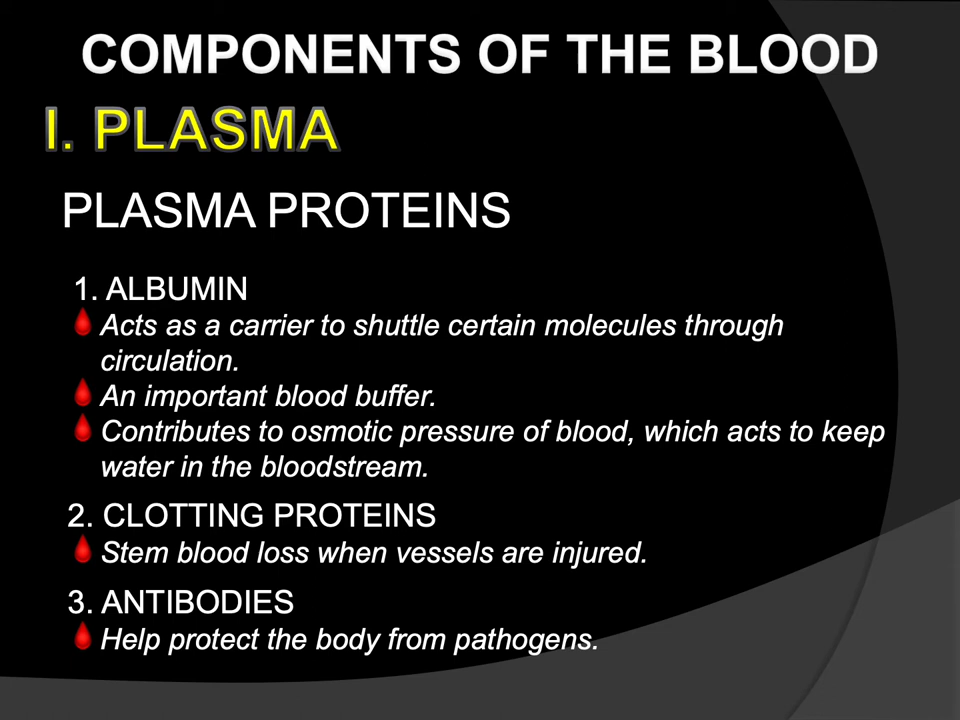 COMPONENTS OF THE BLOOD
I. PLASMA
PLASMA PROTEINS
1. ALBUMIN
Acts as a carrier to shuttle certain molecules through
circulation.
An important blood buffer.
Contributes to osmotic pressure of blood, which acts to keep
water in the bloodstream.
2. CLOTTING PROTEINS
Stem blood loss when vessels are injured.
3. ANTIBODIES
Help protect the body from pathogens.